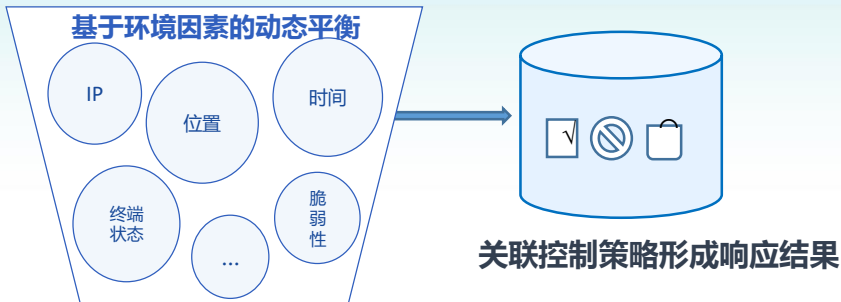 基于环境因素的动态平衡
IP
位置
时间
终端
状态
...
脆
弱
性
√
关联控制策略形成响应结果